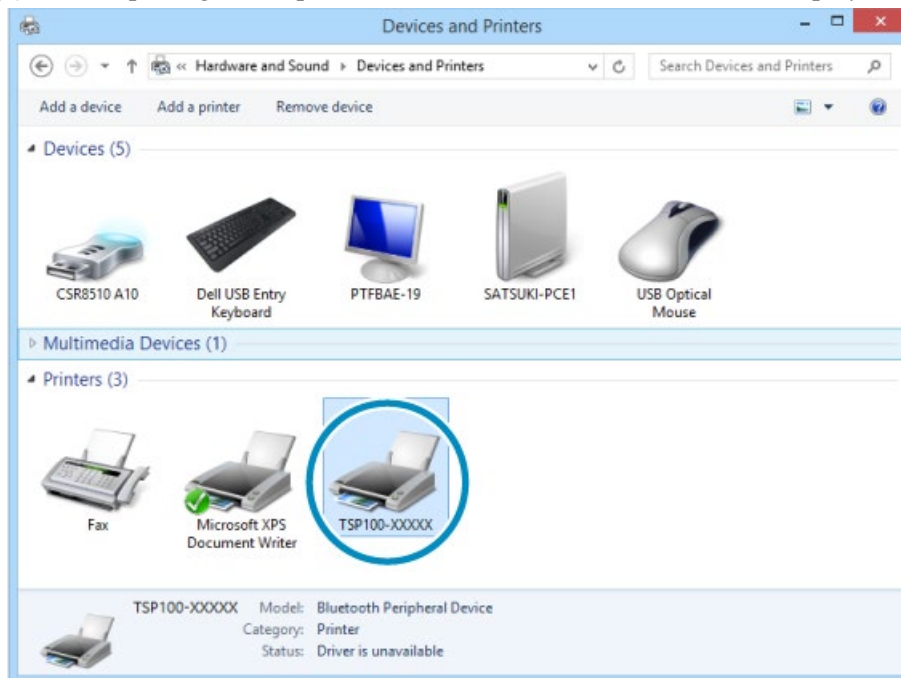 Devices and Printers
« Hardware and Sound ▸ Devices and Printers
Search Devices and Printers
Add a device Add a printer Remove device
Devices (5)
CSR8510 A10
Dell USB Entry
Keyboard
PTFBAE-19
SATSUKI-PCE1
USB Optical
Mouse
Multimedia Devices (1)
Printers (3)
Fax
Microsoft XPS
Document Writer
TSP100-XXXXX
TSP100-XXXXX Model: Bluetooth Peripheral Device
Category: Printer
Status: Driver is unavailable